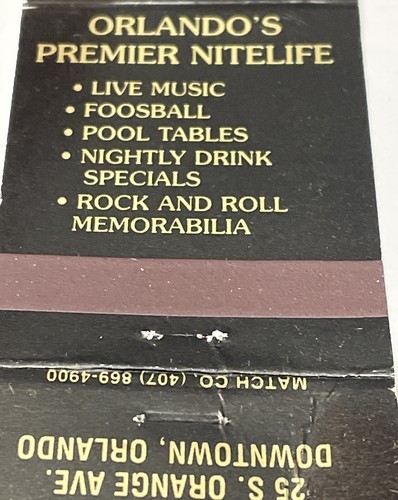 ORLANDO'S
PREMIER NITELIFE
• LIVE MUSIC
• FOOSBALL
• POOL TABLES
• NIGHTLY DRINK
SPECIALS
• ROCK AND ROLL
MEMORABILIA
MATCH CO. (407) 869-4900
25 S. ORANGE AVE.
DOWNTOWN, ORLANDO